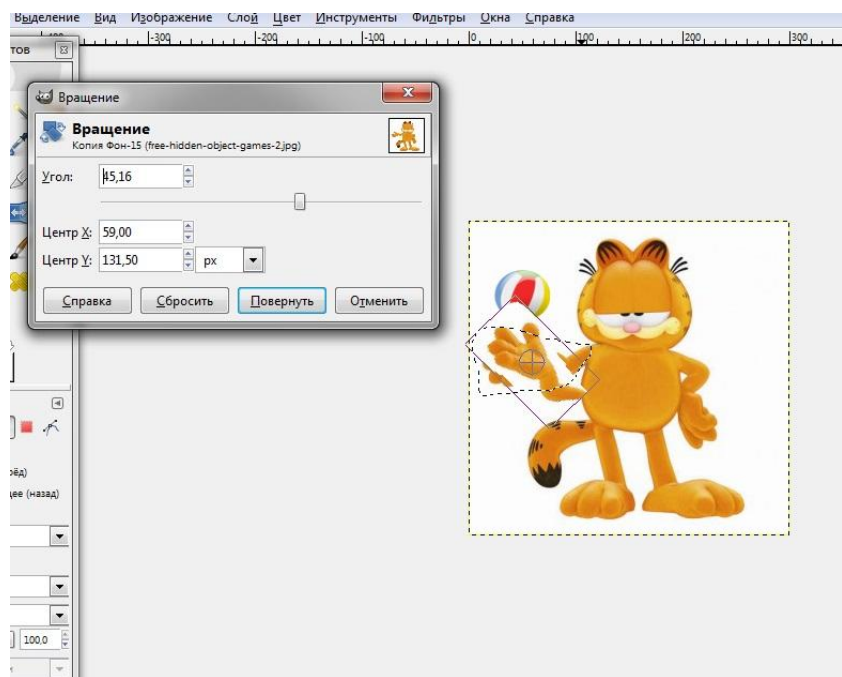 Выделение Вид Изображение Слой Цвет Инструменты Фильтры Окна Справка
-300 -200 -100 0 100 200 300
тов
Вращение
Вращение
Копия Фон-15 (free-hidden-object-games-2.jpg)
Угол: 45,16
Центр X: 59,00
Центр Y: 131,50 px
Справка Сбросить Повернуть Отменить
рёд)
ее (назад)
100,0